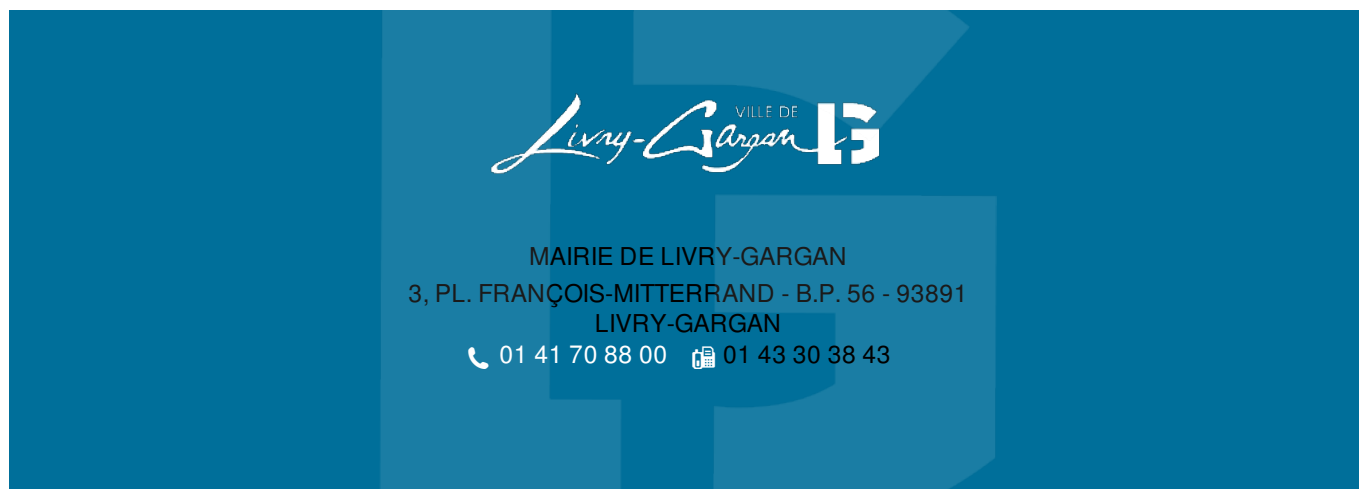 VILLE DE
Livry-Gargan LG
MAIRIE DE LIVRY-GARGAN
3, PL. FRANÇOIS-MITTERRAND - B.P. 56 - 93891
LIVRY-GARGAN
01 41 70 88 00 01 43 30 38 43